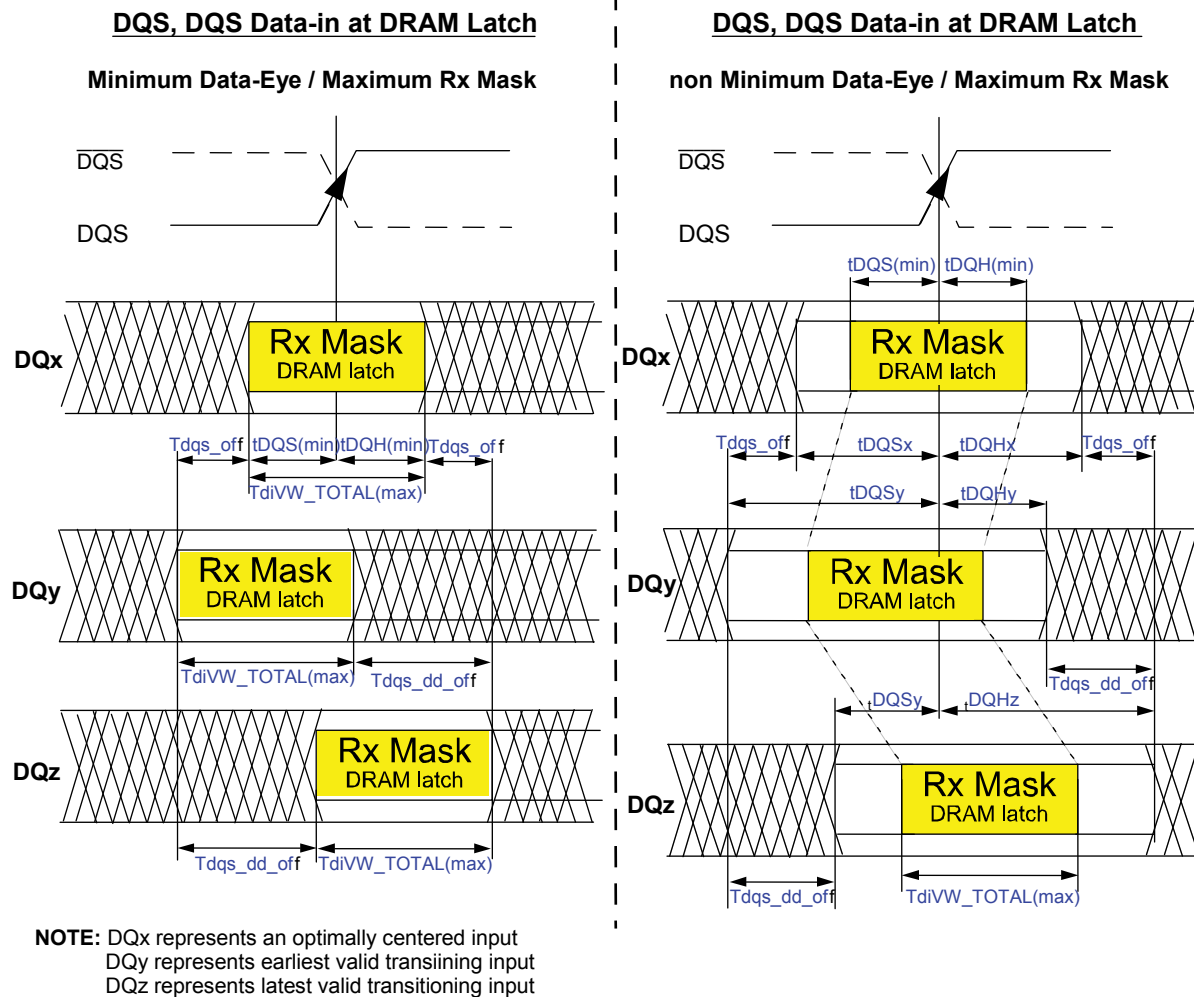 DQS, DQS Data-in at DRAM Latch
Minimum Data-Eye / Maximum Rx Mask
DQS
DQS
DQx
Rx Mask
DRAM latch
Tdqs_off
tDQS(min)
tDQH(min)
Tdqs_off
TdiVW_TOTAL(max)
DQy
Rx Mask
DRAM latch
TdiVW_TOTAL(max)
Tdqs_dd_off
DQz
Rx Mask
DRAM latch
Tdqs_dd_off
TdiVW_TOTAL(max)
DQS, DQS Data-in at DRAM Latch
non Minimum Data-Eye / Maximum Rx Mask
DQS
DQS
tDQS(min)
tDQH(min)
DQx
Rx Mask
DRAM latch
Tdqs_off
tDQSx
tDQHx
Tdqs_off
tDQSy
tDQHy
DQy
Rx Mask
DRAM latch
Tdqs_dd_off
tDQSy
tDQHz
DQz
Rx Mask
DRAM latch
Tdqs_dd_off
TdiVW_TOTAL(max)
NOTE: DQx represents an optimally centered input
DQy represents earliest valid transiining input
DQz represents latest valid transitioning input